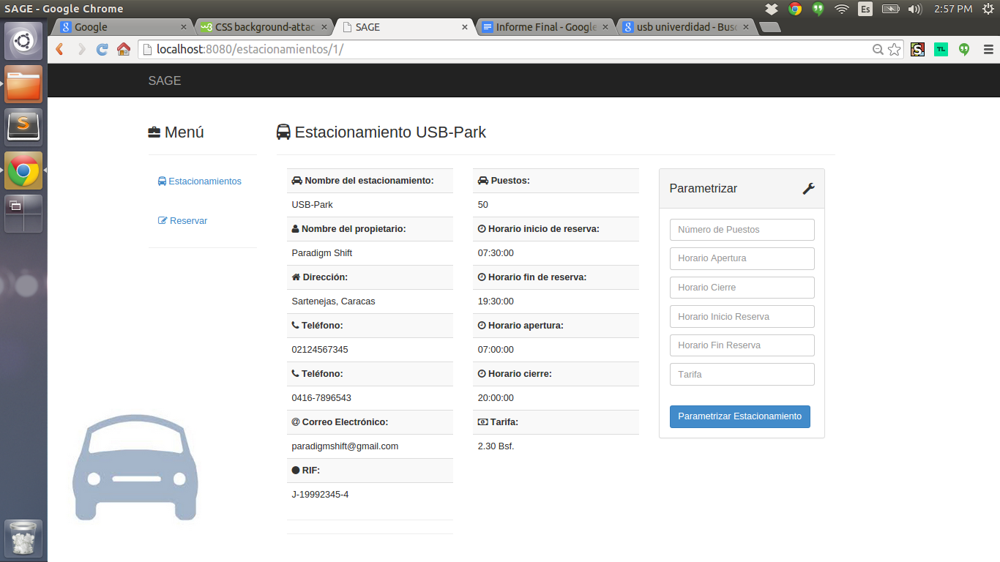 SAGE - Google Chrome
Es
2:57 PM
Google
CSS background-attac
SAGE
Informe Final - Google
usb univerdidad - Bus
localhost:8080/estacionamientos/1/
SAGE
Menú
Estacionamientos
Reservar
Estacionamiento USB-Park
Nombre del estacionamiento:
USB-Park
Nombre del propietario:
Paradigm Shift
Dirección:
Sartenejas, Caracas
Teléfono:
02124567345
Teléfono:
0416-7896543
@ Correo Electrónico:
paradigmshift@gmail.com
RIF:
J-19992345-4
Puestos:
50
Horario inicio de reserva:
07:30:00
Horario fin de reserva:
19:30:00
Horario apertura:
07:00:00
Horario cierre:
20:00:00
Tarifa:
2.30 Bsf.
Parametrizar
Número de Puestos
Horario Apertura
Horario Cierre
Horario Inicio Reserva
Horario Fin Reserva
Tarifa
Parametrizar Estacionamiento